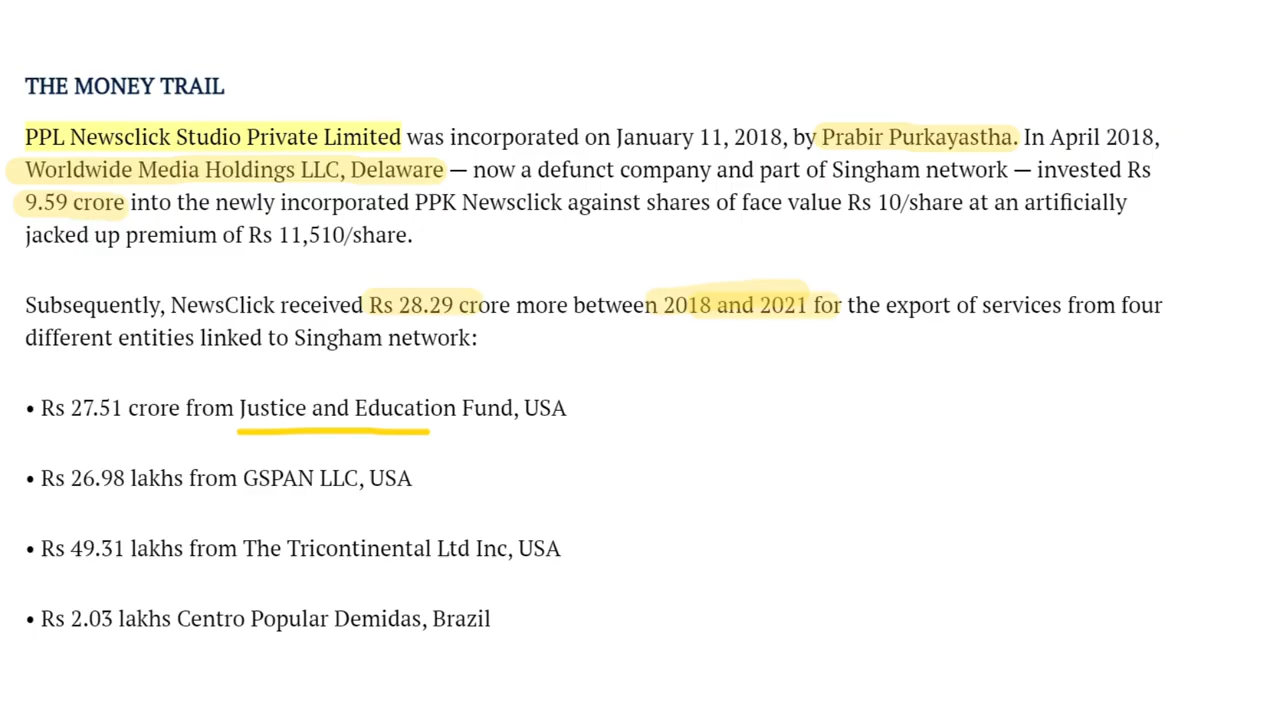 THE MONEY TRAIL
PPL Newsclick Studio Private Limited was incorporated on January 11, 2018, by Prabir Purkayastha. In April 2018,
Worldwide Media Holdings LLC, Delaware — now a defunct company and part of Singham network — invested Rs
9.59 crore into the newly incorporated PPK Newsclick against shares of face value Rs 10/share at an artificially
jacked up premium of Rs 11,510/share.
Subsequently, NewsClick received Rs 28.29 crore more between 2018 and 2021 for the export of services from four
different entities linked to Singham network:
• Rs 27.51 crore from Justice and Education Fund, USA
• Rs 26.98 lakhs from GSPAN LLC, USA
• Rs 49.31 lakhs from The Tricontinental Ltd Inc, USA
• Rs 2.03 lakhs Centro Popular Demidas, Brazil